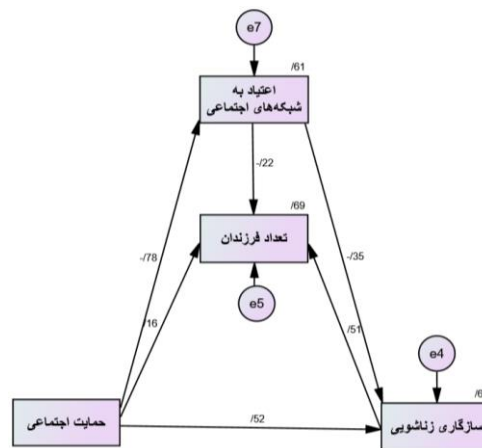 e7
/61
اعتیاد به
شبکه‌های اجتماعی
-/22
/69
تعداد فرزندان
-/78
-/35
/16
e5
/51
e4
حمایت اجتماعی
/52
سازگاری زناشویی